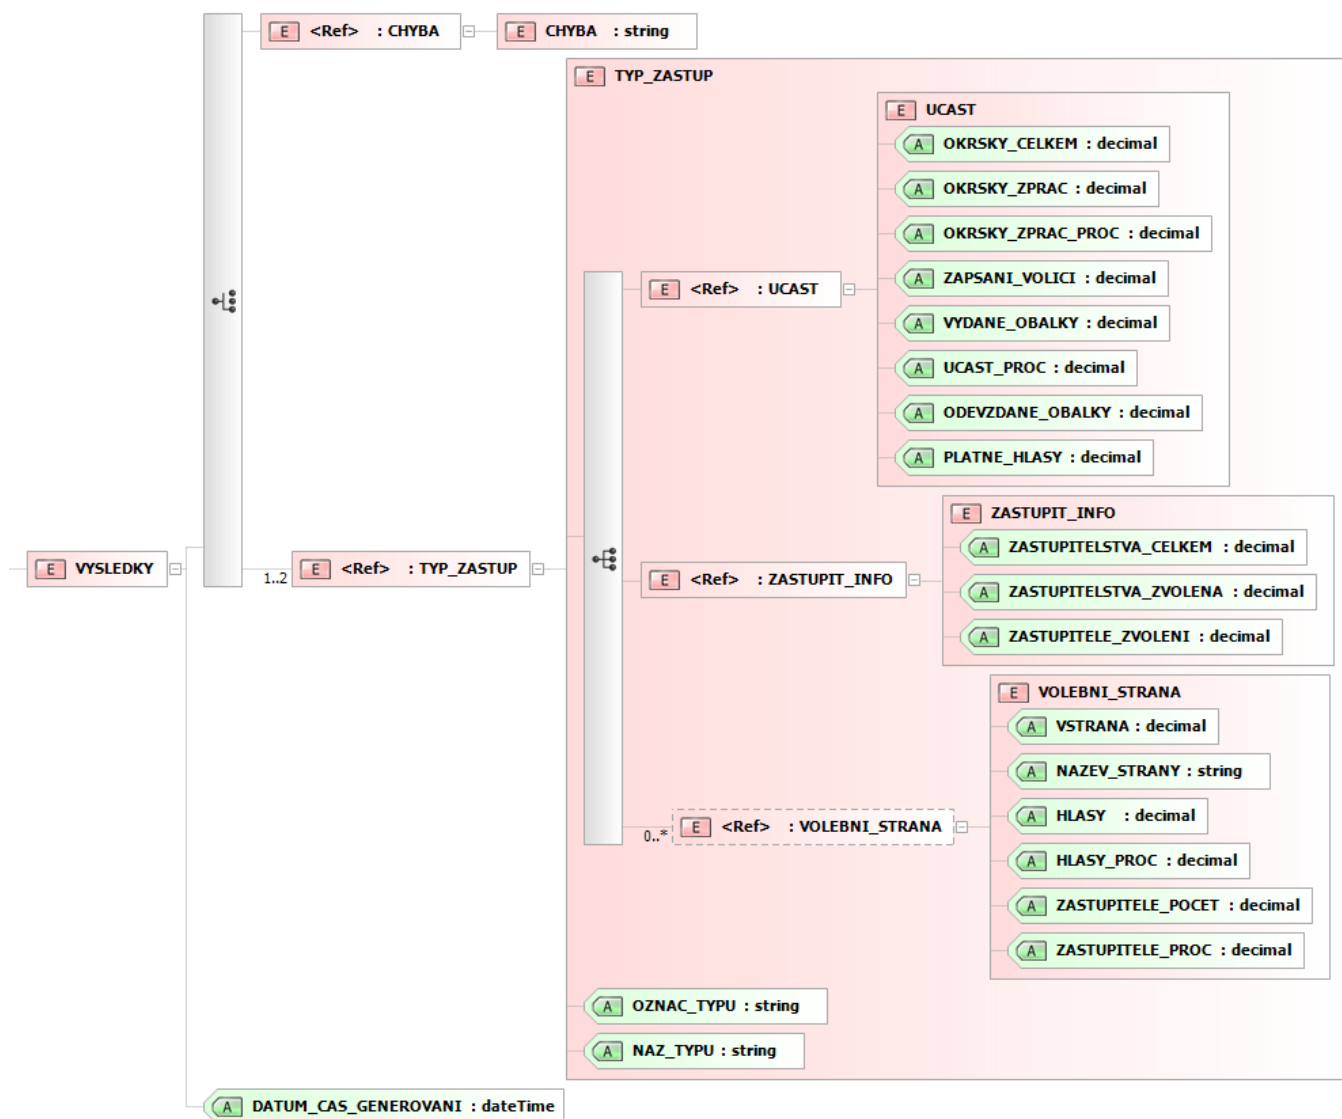 E <Ref> : CHYBA
E CHYBA : string
E TYP_ZASTUP
E UCAST
A OKRSKY_CELKEM : decimal
A OKRSKY_ZPRAC : decimal
A OKRSKY_ZPRAC_PROC : decimal
A ZAPSANI_VOLICI : decimal
E <Ref> : UCAST
A VYDANE_OBALKY : decimal
A UCAST_PROC : decimal
A ODEVZDANE_OBALKY : decimal
A PLATNE_HLASY : decimal
E ZASTUPIT_INFO
A ZASTUPITELSTVA_CELKEM : decimal
E VYSLEDKY
1..2 E <Ref> : TYP_ZASTUP
E <Ref> : ZASTUPIT_INFO
A ZASTUPITELSTVA_ZVOLENA : decimal
A ZASTUPITELE_ZVOLENI : decimal
E VOLEBNI_STRANA
A VSTRANA : decimal
A NAZEV_STRANY : string
A HLASY : decimal
0..* E <Ref> : VOLEBNI_STRANA
A HLASY_PROC : decimal
A ZASTUPITELE_POCET : decimal
A ZASTUPITELE_PROC : decimal
A OZNAC_TYPU : string
A NAZ_TYPU : string
A DATUM_CAS_GENEROVANI : dateTime